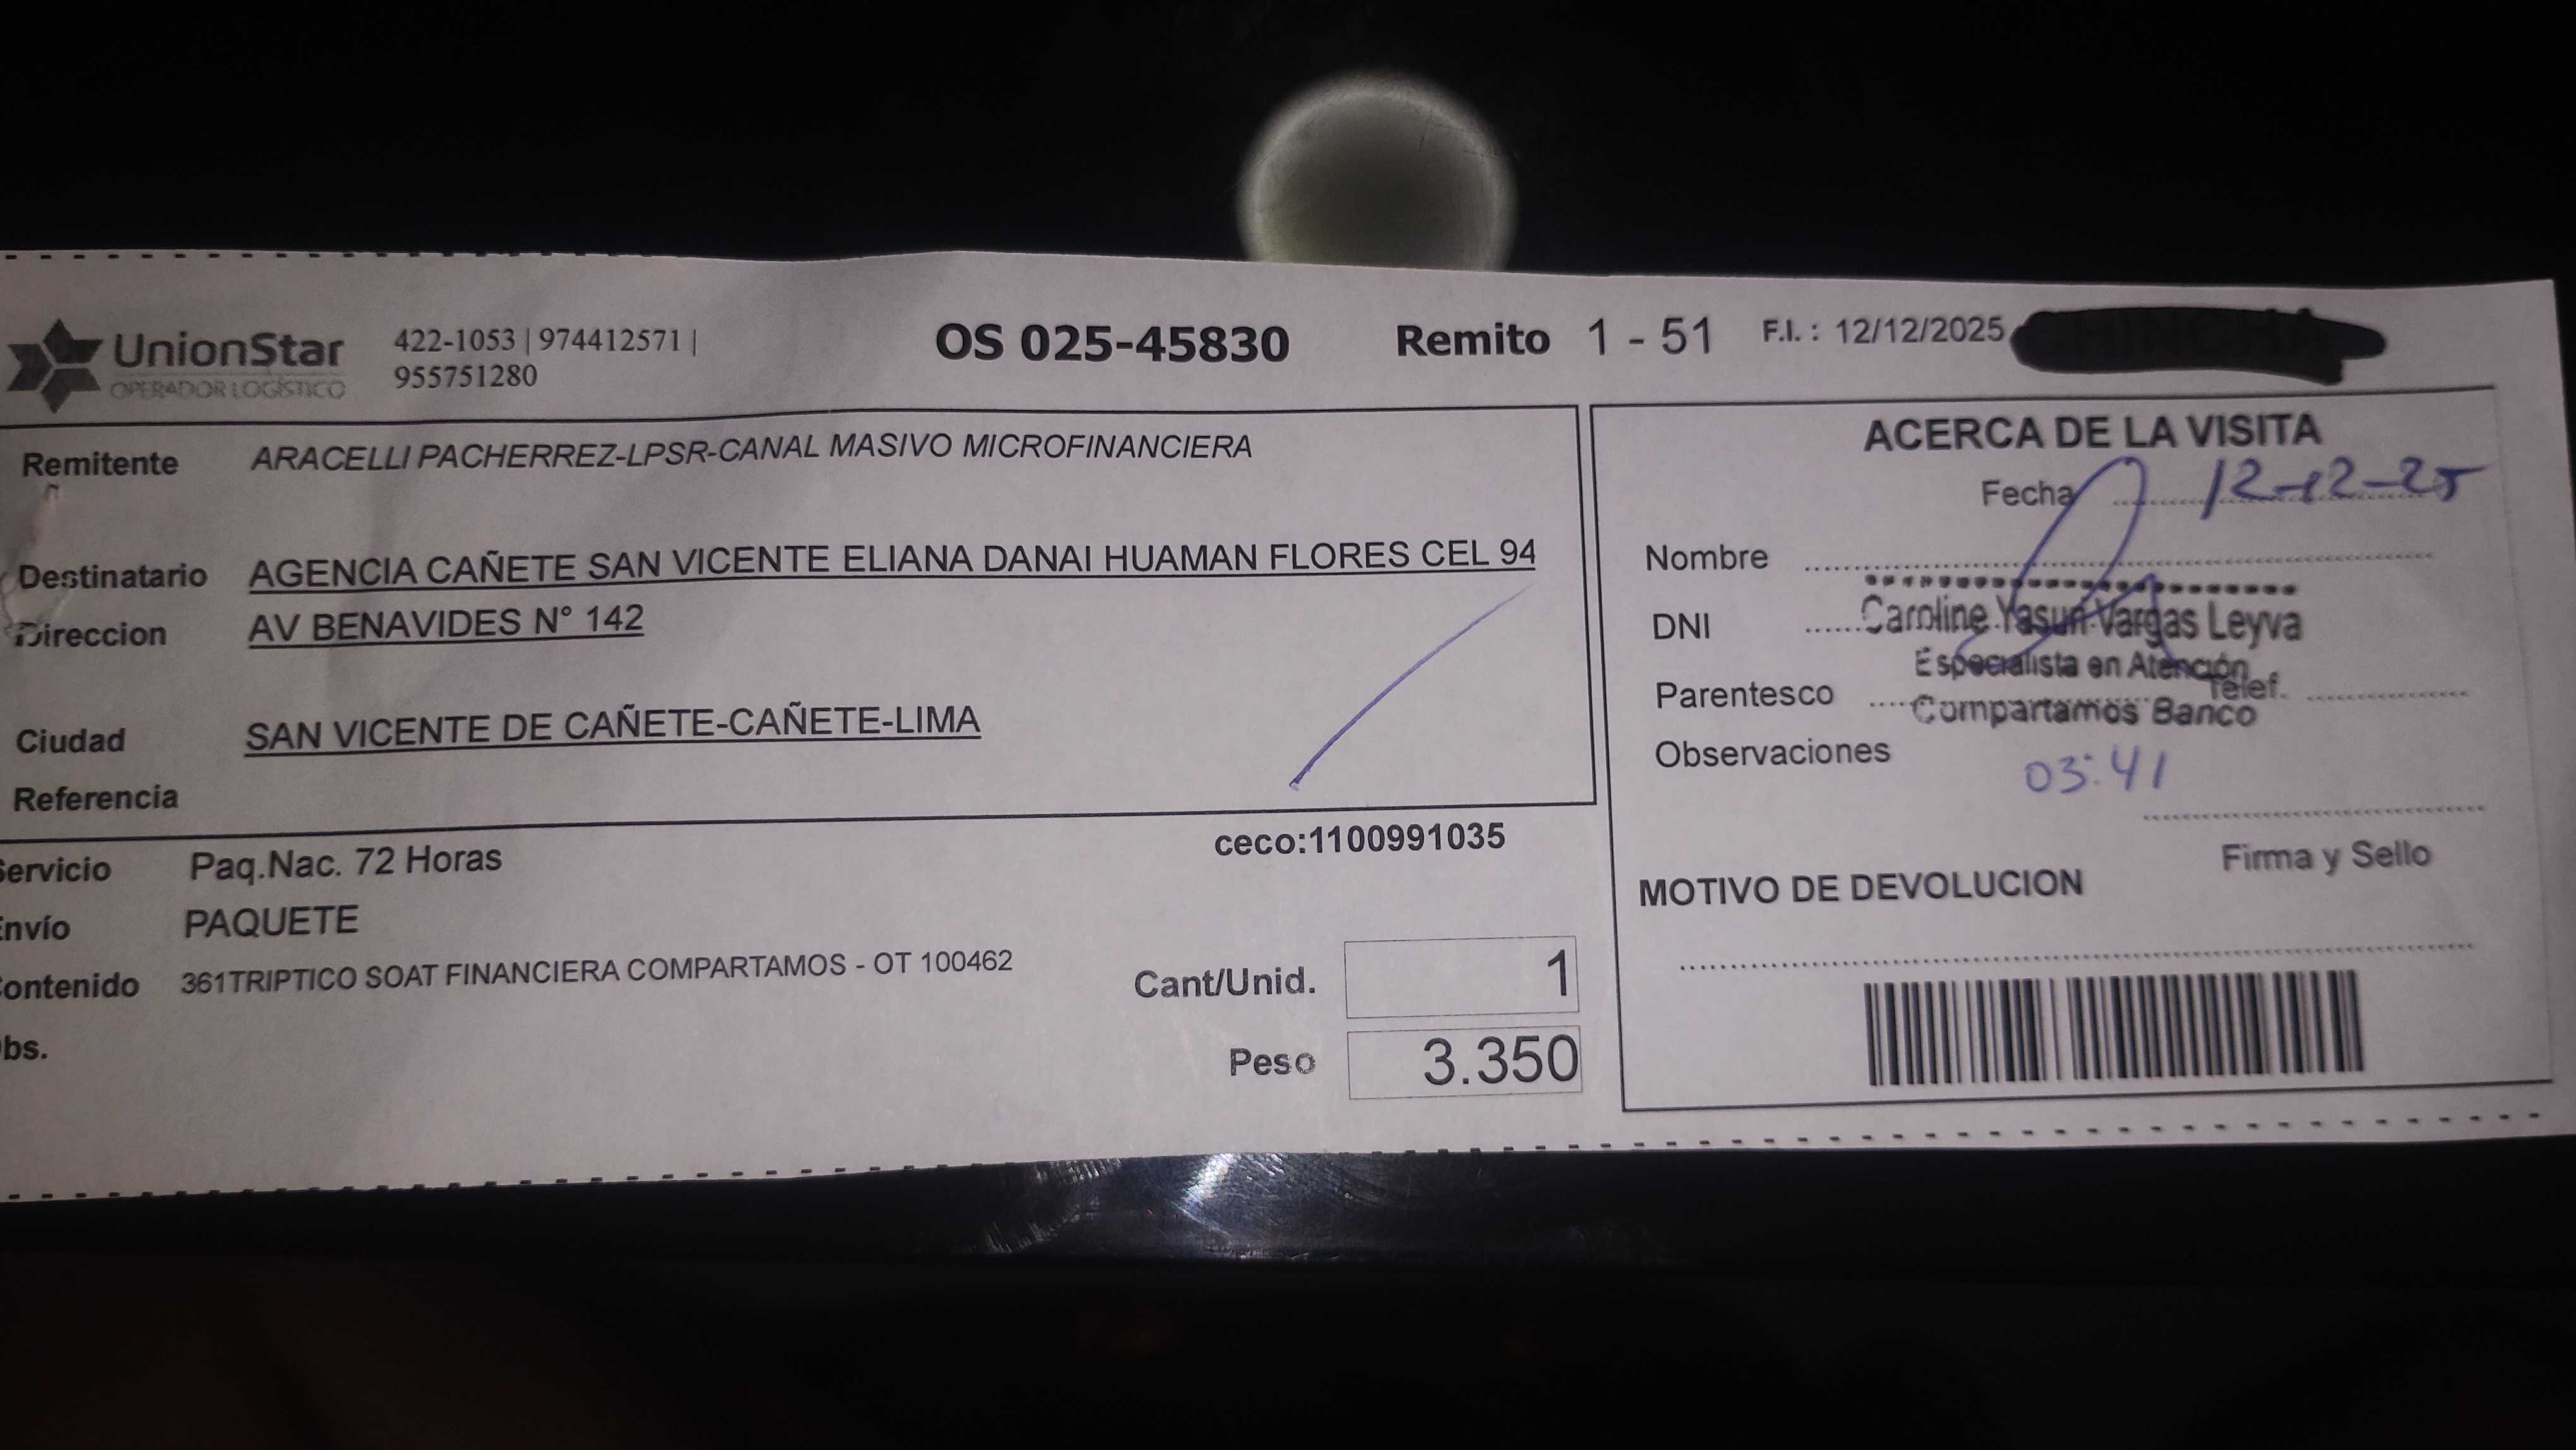 UnionStar
OPERADOR LOGÍSTICO
422-1053 | 974412571 |
955751280
OS 025-45830
Remito 1 - 51
F.I. : 12/12/2025
Remitente ARACELLI PACHERREZ-LPSR-CANAL MASIVO MICROFINANCIERA
Destinatario AGENCIA CAÑETE SAN VICENTE ELIANA DANAI HUAMAN FLORES CEL 94
Direccion AV BENAVIDES N° 142
Ciudad SAN VICENTE DE CAÑETE-CAÑETE-LIMA
Referencia
ceco:1100991035
Servicio Paq.Nac. 72 Horas
Envío PAQUETE
Contenido 361TRIPTICO SOAT FINANCIERA COMPARTAMOS - OT 100462
Obs.
Cant/Unid. 1
Peso 3.350
ACERCA DE LA VISITA
Fecha 12-12-25
Nombre
DNI
Caroline Yasuri Vargas Leyva
Especialista en Atención
Parentesco
Telef.
Compartamos Banco
Observaciones
03:41
Firma y Sello
MOTIVO DE DEVOLUCION